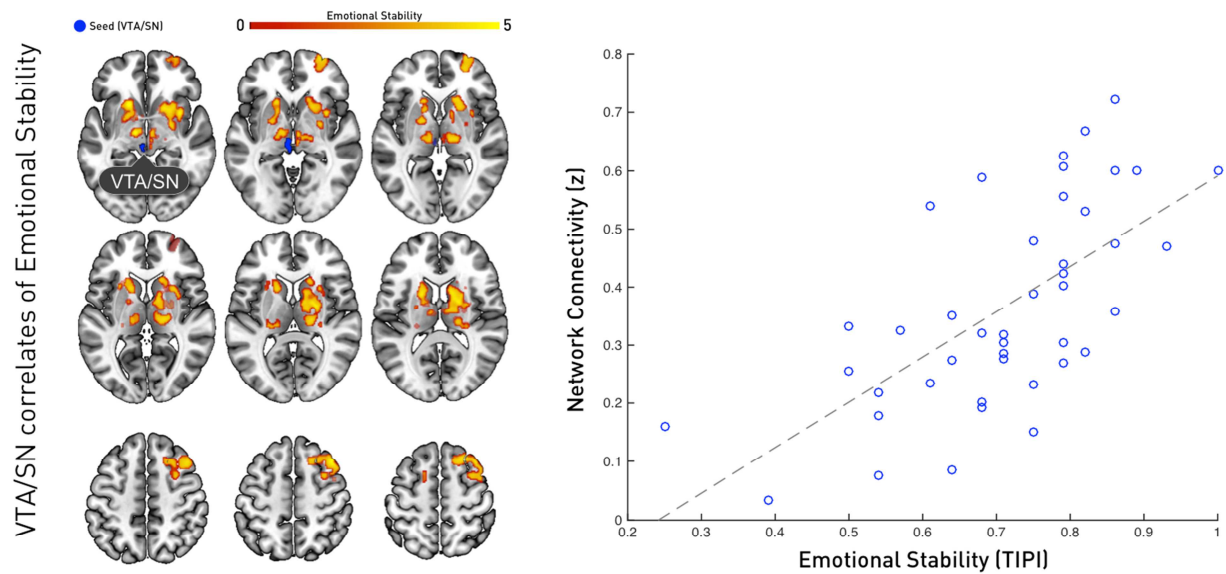 VTA/SN correlates of Emotional Stability
Seed (VTA/SN)
Emotional Stability
0
5
VTA/SN
Network Connectivity (z)
0.8
0.7
0.6
0.5
0.4
0.3
0.2
0.1
0
0.2 0.3 0.4 0.5 0.6 0.7 0.8 0.9 1
Emotional Stability (TIPI)